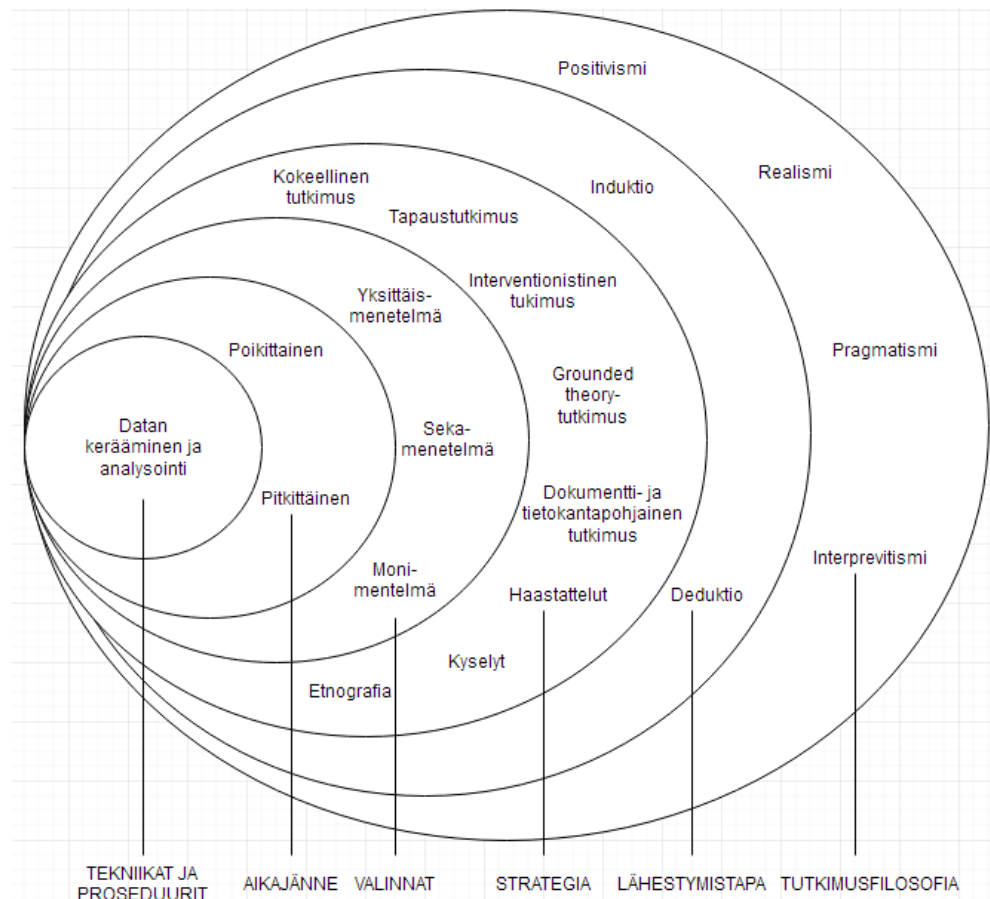 Positivismi
Realismi
Pragmatismi
Interprevitismi
Induktio
Deduktio
Kokeellinen
tutkimus
Tapaustutkimus
Interventionistinen
tukimus
Grounded
theory-
tutkimus
Dokumentti- ja
tietokantapohjainen
tutkimus
Haastattelut
Kyselyt
Etnografia
Yksittäis-
menetelmä
Seka-
menetelmä
Moni-
mentelmä
Poikittainen
Pitkittäinen
Datan
kerääminen ja
analysointi
TEKNIIKAT JA
PROSEDUURIT
AIKAJÄNNE
VALINNAT
STRATEGIA
LÄHESTYMISTAPA
TUTKIMUSFILOSOFIA